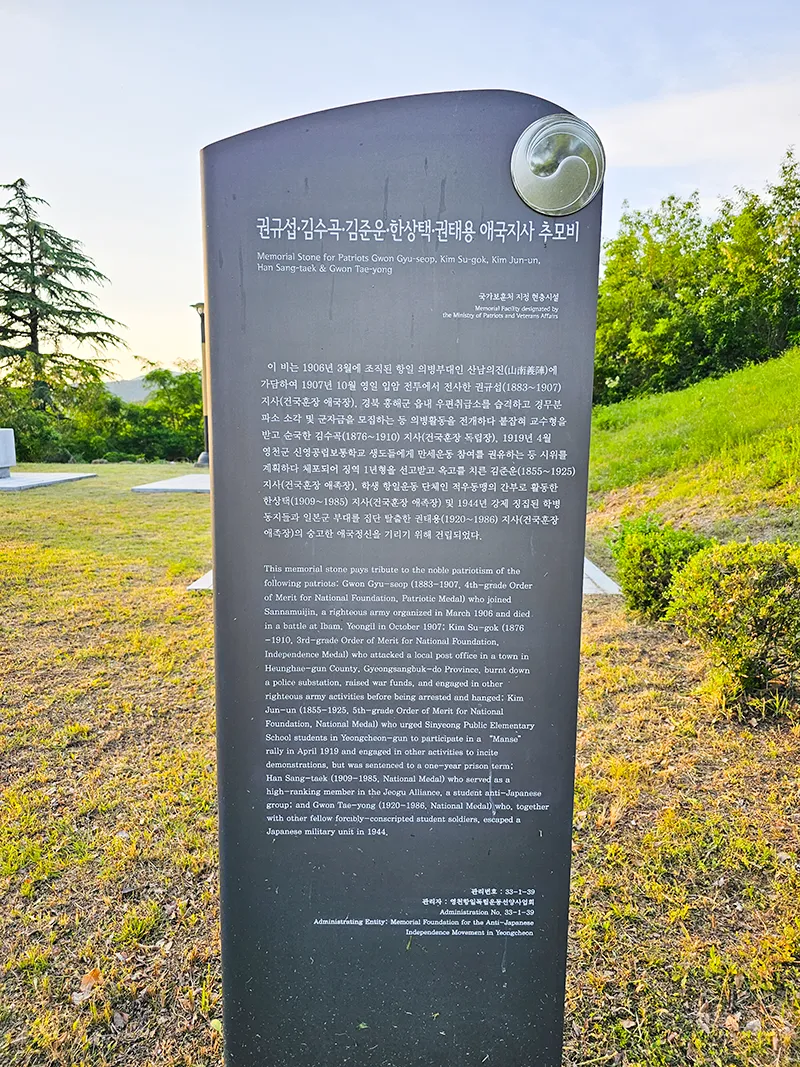 권규섭·김수곡·김준운·한상택·권태용 애국지사 추모비
Memorial Stone for Patriots Gwon Gyu-seop, Kim Su-gok, Kim Jun-un,
Han Sang-taek & Gwon Tae-yong
국가보훈처 지정 현충시설
Memorial Facility designated by
the Ministry of Patriots and Veterans Affairs
이 비는 1906년 3월에 조직된 항일 의병부대인 산남의진(山南義陣)에
가담하여 1907년 10월 영일 입암 전투에서 전사한 권규섭(1883~1907)
지사(건국훈장 애국장), 경북 흥해군 읍내 우편취급소를 습격하고 경무분
파소 소각 및 군자금을 모집하는 등 의병활동을 전개하다 붙잡혀 교수형을
받고 순국한 김수곡(1876~1910) 지사(건국훈장 독립장), 1919년 4월
영천군 신영공립보통학교 생도들에게 만세운동 참여를 권유하는 등 시위를
계획하다 체포되어 징역 1년형을 선고받고 옥고를 치른 김준운(1855~1925)
지사(건국훈장 애족장), 학생 항일운동 단체인 적우동맹의 간부로 활동한
한상택(1909~1985) 지사(건국훈장 애족장) 및 1944년 강제 징집된 학병
동지들과 일본군 부대를 집단 탈출한 권태용(1920~1986) 지사(건국훈장
애족장)의 숭고한 애국정신을 기리기 위해 건립되었다.
This memorial stone pays tribute to the noble patriotism of the
following patriots: Gwon Gyu-seop (1883-1907, 4th-grade Order
of Merit for National Foundation, Patriotic Medal) who joined
Sannamuijin, a righteous army organized in March 1906 and died
in a battle at Ibam, Yeongil in October 1907; Kim Su-gok (1876
-1910, 3rd-grade Order of Merit for National Foundation,
Independence Medal) who attacked a local post office in a town in
Heunghae-gun County, Gyeongsangbuk-do Province, burnt down
a police substation, raised war funds, and engaged in other
righteous army activities before being arrested and hanged; Kim
Jun-un (1855-1925, 5th-grade Order of Merit for National
Foundation, National Medal) who urged Sinyeong Public Elementary
School students in Yeongcheon-gun to participate in a "Manse"
rally in April 1919 and engaged in other activities to incite
demonstrations, but was sentenced to a one-year prison term;
Han Sang-taek (1909-1985, National Medal) who served as a
high-ranking member in the Jeogu Alliance, a student anti-Japanese
group; and Gwon Tae-yong (1920-1986, National Medal) who, together
with other fellow forcibly-conscripted student soldiers, escaped a
Japanese military unit in 1944.
관리번호 : 33-1-39
관리자 : 영천항일독립운동선양사업회
Administration No. 33-1-39
Administrating Entity: Memorial Foundation for the Anti-Japanese
Independence Movement in Yeongcheon